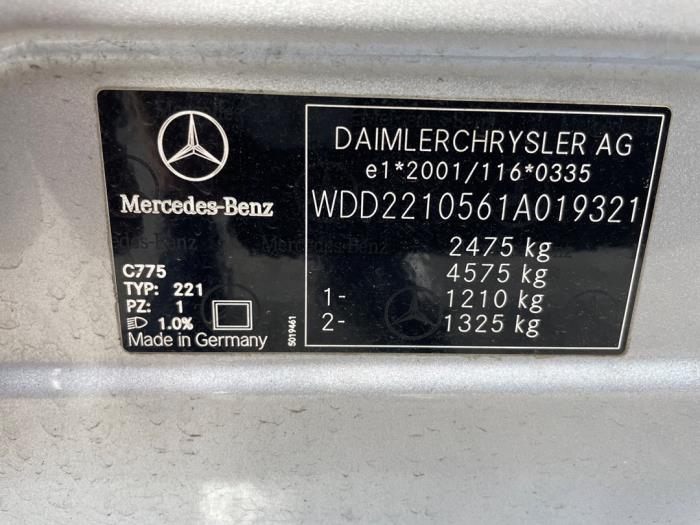 Mercedes-Benz
C775
TYP: 221
PZ: 1
1.0%
Made in Germany
5019461
DAIMLERCHRYSLER AG
e1*2001/116*0335
WDD2210561A019321
2475 kg
4575 kg
1- 1210 kg
2- 1325 kg